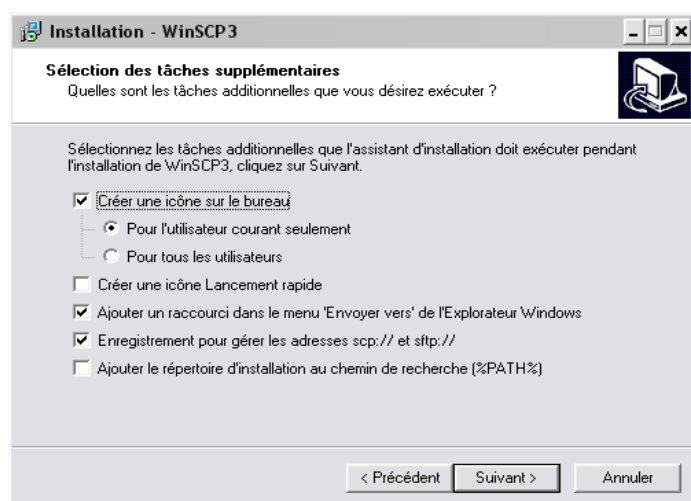 Installation - WinSCP3
Sélection des tâches supplémentaires
Quelles sont les tâches additionnelles que vous désirez exécuter ?
Sélectionnez les tâches additionnelles que l'assistant d'installation doit exécuter pendant
l'installation de WinSCP3, cliquez sur Suivant.
Créer une icône sur le bureau
Pour l'utilisateur courant seulement
Pour tous les utilisateurs
Créer une icône Lancement rapide
Ajouter un raccourci dans le menu 'Envoyer vers' de l'Explorateur Windows
Enregistrement pour gérer les adresses scp:// et sftp://
Ajouter le répertoire d'installation au chemin de recherche (%PATH%)
< Précédent Suivant > Annuler